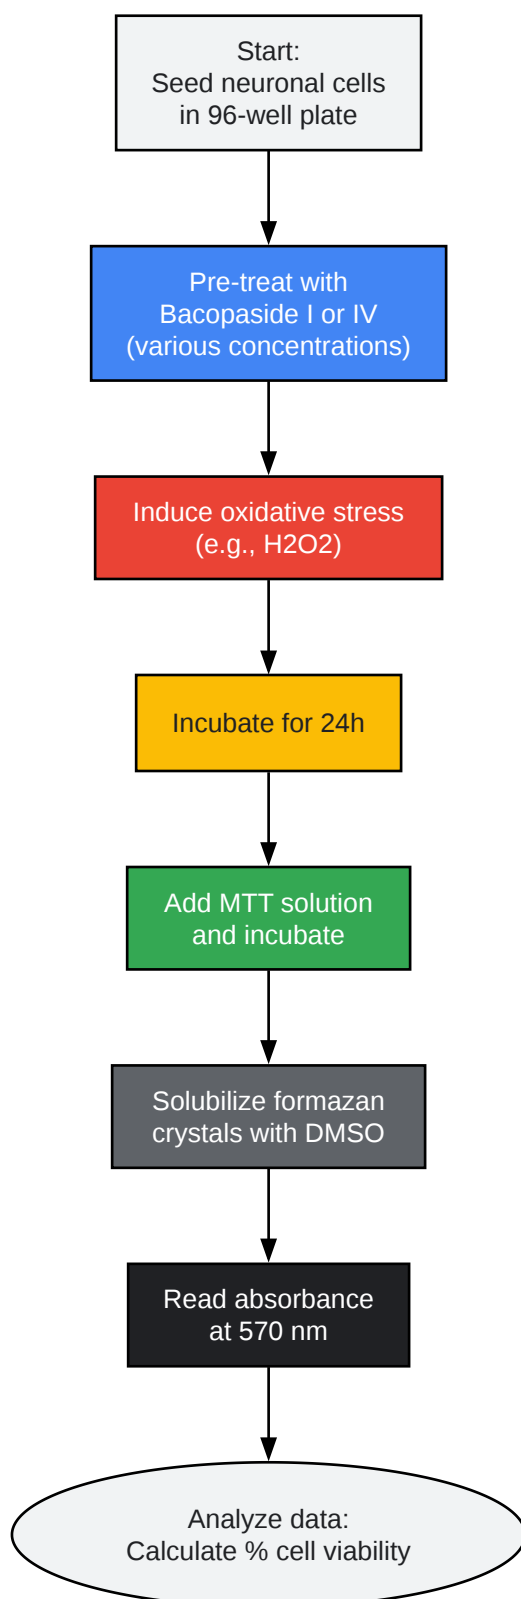 Start:
Seed neuronal cells
in 96-well plate
Pre-treat with
Bacopaside I or IV
(various concentrations)
Induce oxidative stress
(e.g., H2O2)
Incubate for 24h
Add MTT solution
and incubate
Solubilize formazan
crystals with DMSO
Read absorbance
at 570 nm
Analyze data:
Calculate % cell viability